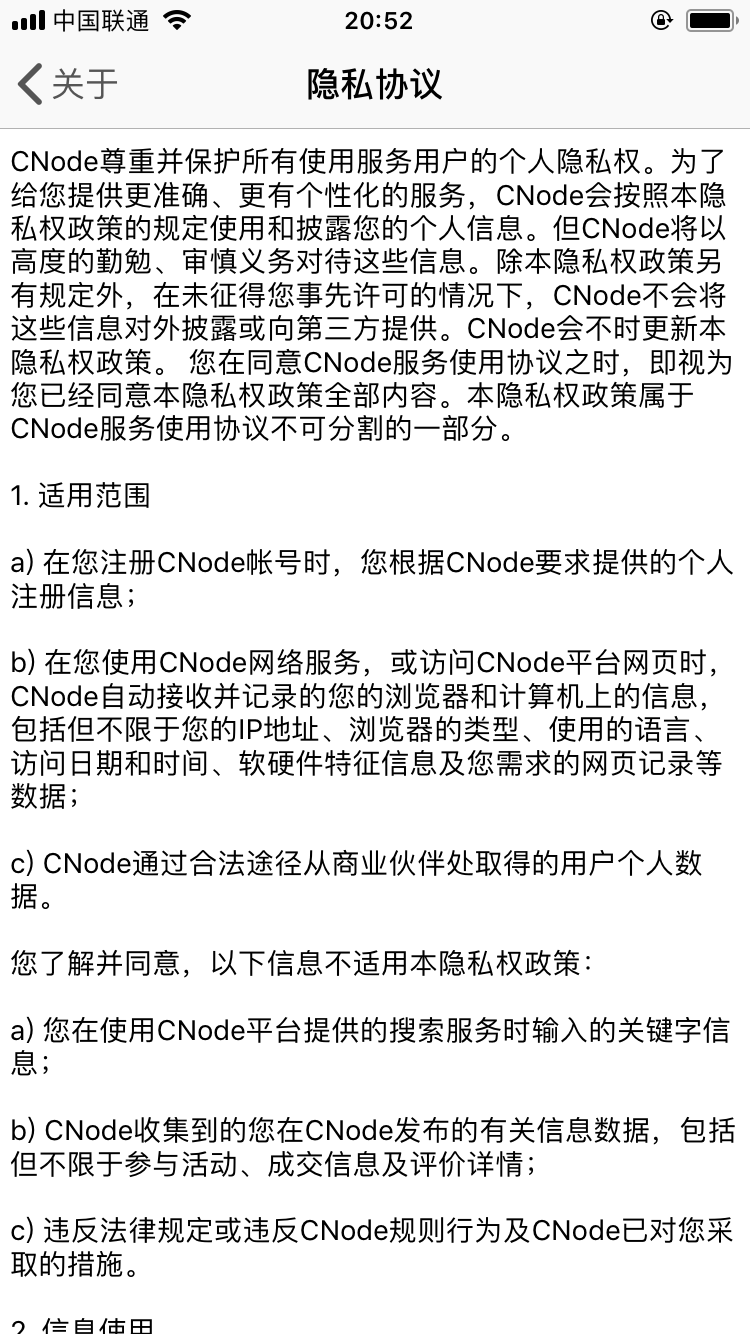 中国联通
20:52
关于
隐私协议
CNode尊重并保护所有使用服务用户的个人隐私权。为了
给您提供更准确、更有个性化的服务，CNode会按照本隐
私权政策的规定使用和披露您的个人信息。但CNode将以
高度的勤勉、审慎义务对待这些信息。除本隐私权政策另
有规定外，在未征得您事先许可的情况下，CNode不会将
这些信息对外披露或向第三方提供。CNode会不时更新本
隐私权政策。 您在同意CNode服务使用协议之时，即视为
您已经同意本隐私权政策全部内容。本隐私权政策属于
CNode服务使用协议不可分割的一部分。
1. 适用范围
a) 在您注册CNode帐号时，您根据CNode要求提供的个人
注册信息；
b) 在您使用CNode网络服务，或访问CNode平台网页时，
CNode自动接收并记录的您的浏览器和计算机上的信息，
包括但不限于您的IP地址、浏览器的类型、使用的语言、
访问日期和时间、软硬件特征信息及您需求的网页记录等
数据；
c) CNode通过合法途径从商业伙伴处取得的用户个人数
据。
您了解并同意，以下信息不适用本隐私权政策：
a) 您在使用CNode平台提供的搜索服务时输入的关键字信
息；
b) CNode收集到的您在CNode发布的有关信息数据，包括
但不限于参与活动、成交信息及评价详情；
c) 违反法律规定或违反CNode规则行为及CNode已对您采
取的措施。
2. 信息使用